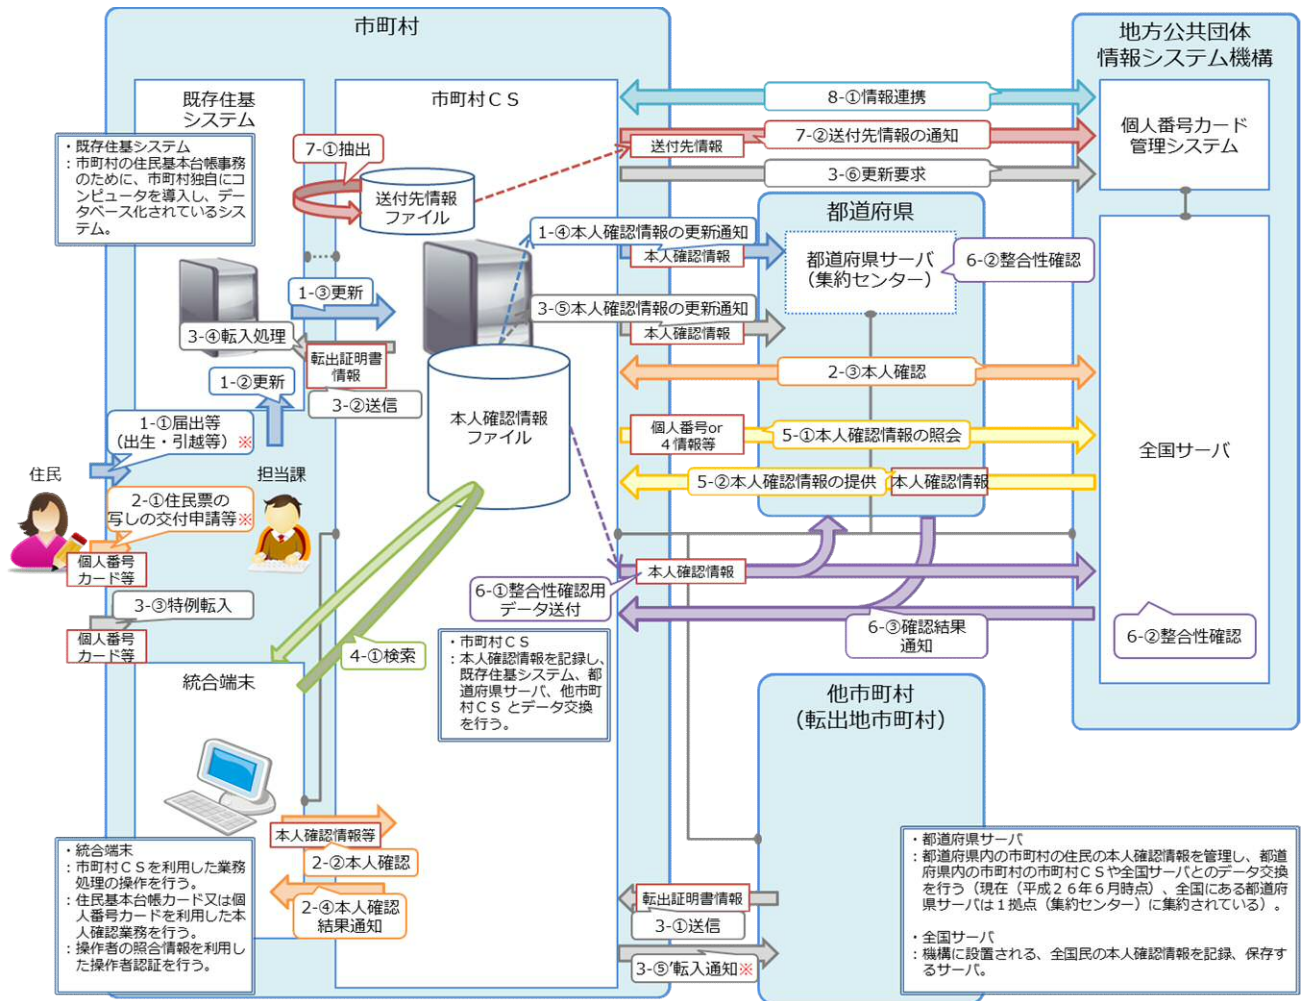 市町村
地方公共団体
情報システム機構
既存住基
システム
市町村ＣＳ
個人番号カード
管理システム
・既存住基システム
：市町村の住民基本台帳事務
のために、市町村独自にコ
ンピュータを導入し、デー
タベース化されているシス
テム。
7-①抽出
送付先情報
ファイル
8-①情報連携
7-②送付先情報の通知
送付先情報
3-⑥更新要求
都道府県
都道府県サーバ
（集約センター）
6-②整合性確認
1-④本人確認情報の更新通知
本人確認情報
1-③更新
3-⑤本人確認情報の更新通知
本人確認情報
3-④転入処理
転出証明書
情報
3-②送信
1-②更新
2-③本人確認
本人確認情報
ファイル
1-①届出等
（出生・引越等）※
個人番号or
４情報等
5-①本人確認情報の照会
全国サーバ
住民
担当課
5-②本人確認情報の提供
本人確認情報
2-①住民票の
写しの交付申請等※
個人番号
カード等
本人確認情報
6-①整合性確認用
データ送付
3-③特例転入
個人番号
カード等
6-③確認結果
通知
6-②整合性確認
4-①検索
・市町村ＣＳ
：本人確認情報を記録し、
既存住基システム、都
道府県サーバ、他市町
村ＣＳ とデータ交換
を行う。
統合端末
他市町村
（転出地市町村）
本人確認情報等
2-②本人確認
2-④本人確認
結果通知
・統合端末
：市町村ＣＳを利用した業務
処理の操作を行う。
：住民基本台帳カード又は個
人番号カードを利用した本
人確認業務を行う。
：操作者の照合情報を利用し
た操作者認証を行う。
転出証明書情報
3-①送信
3-⑤’転入通知※
・都道府県サーバ
：都道府県内の市町村の住民の本人確認情報を管理し、都道
府県内の市町村の市町村ＣＳや全国サーバとのデータ交換
を行う（現在（平成２６年６月時点）、全国にある都道府
県サーバは１拠点（集約センター）に集約されている）。
・全国サーバ
：機構に設置される、全国民の本人確認情報を記録、保存す
るサーバ。